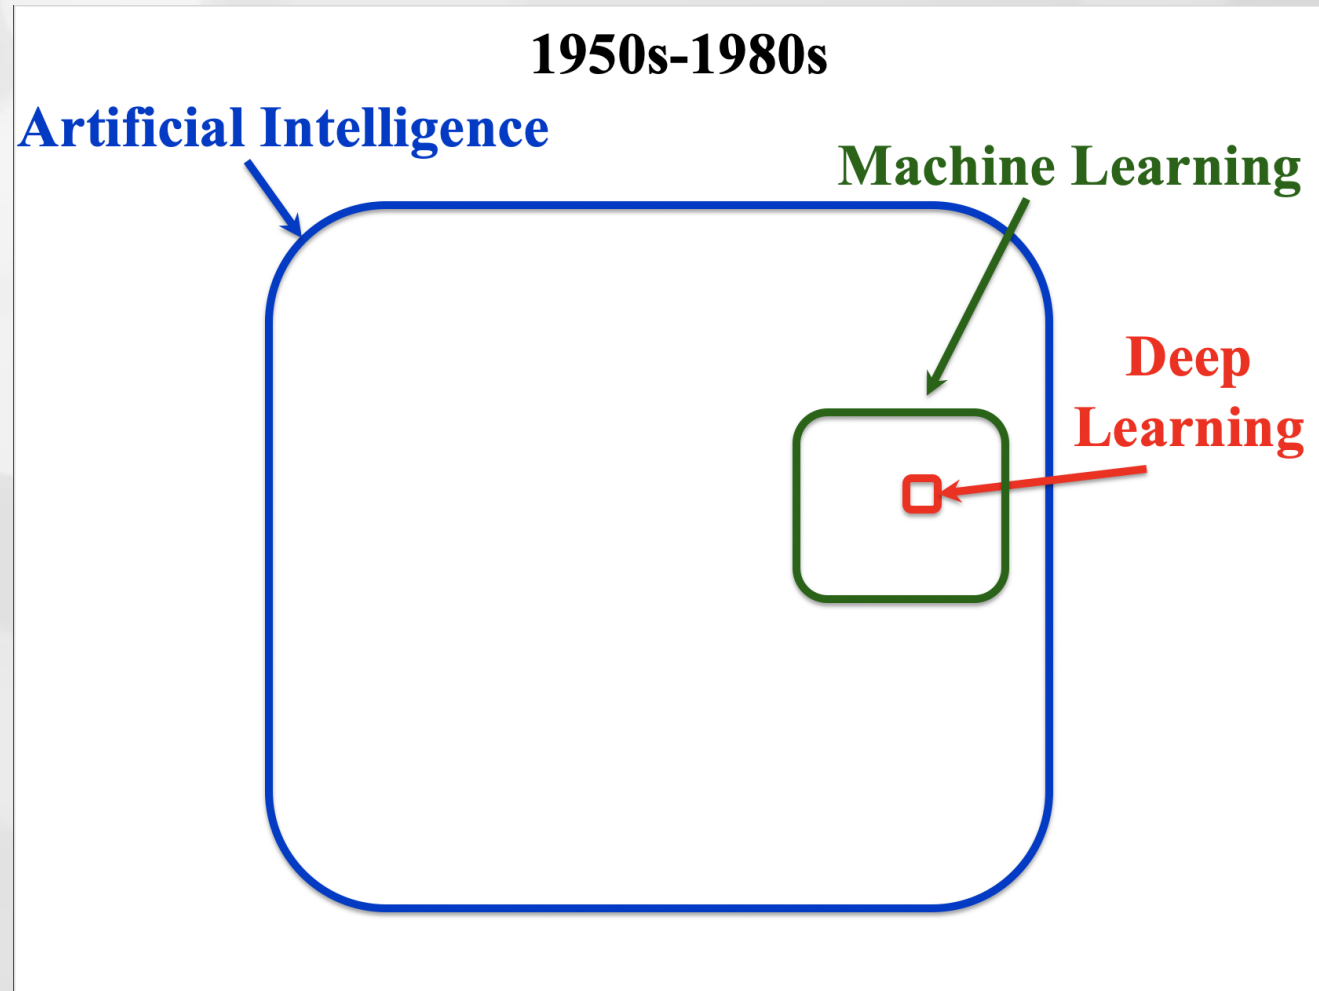 1950s-1980s
Artificial Intelligence
Machine Learning
Deep
Learning